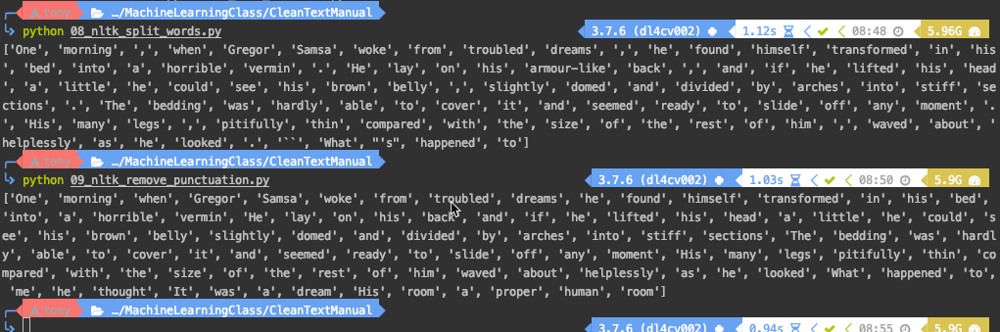 tony …/MachineLearningClass/CleanTextManual
python 08_nltk_split_words.py 3.7.6 (dl4cv002) 1.12s 08:48 5.96G
['One', 'morning', ',', 'when', 'Gregor', 'Samsa', 'woke', 'from', 'troubled', 'dreams', ',', 'he', 'found', 'himself', 'transformed', 'in', 'his
', 'bed', 'into', 'a', 'horrible', 'vermin', '.', 'He', 'lay', 'on', 'his', 'armour-like', 'back', ',', 'and', 'if', 'he', 'lifted', 'his', 'head
', 'a', 'little', 'he', 'could', 'see', 'his', 'brown', 'belly', ',', 'slightly', 'domed', 'and', 'divided', 'by', 'arches', 'into', 'stiff', 'se
ctions', '.', 'The', 'bedding', 'was', 'hardly', 'able', 'to', 'cover', 'it', 'and', 'seemed', 'ready', 'to', 'slide', 'off', 'any', 'moment', '.
', 'His', 'many', 'legs', ',', 'pitifully', 'thin', 'compared', 'with', 'the', 'size', 'of', 'the', 'rest', 'of', 'him', ',', 'waved', 'about', '
helplessly', 'as', 'he', 'looked', '.', '``', 'What', "'s", 'happened', 'to']
tony …/MachineLearningClass/CleanTextManual
python 09_nltk_remove_punctuation.py 3.7.6 (dl4cv002) 1.03s 08:50 5.9G
['One', 'morning', 'when', 'Gregor', 'Samsa', 'woke', 'from', 'troubled', 'dreams', 'he', 'found', 'himself', 'transformed', 'in', 'his', 'bed',
'into', 'a', 'horrible', 'vermin', 'He', 'lay', 'on', 'his', 'back', 'and', 'if', 'he', 'lifted', 'his', 'head', 'a', 'little', 'he', 'could', 's
ee', 'his', 'brown', 'belly', 'slightly', 'domed', 'and', 'divided', 'by', 'arches', 'into', 'stiff', 'sections', 'The', 'bedding', 'was', 'hardl
y', 'able', 'to', 'cover', 'it', 'and', 'seemed', 'ready', 'to', 'slide', 'off', 'any', 'moment', 'His', 'many', 'legs', 'pitifully', 'thin', 'co
mpared', 'with', 'the', 'size', 'of', 'the', 'rest', 'of', 'him', 'waved', 'about', 'helplessly', 'as', 'he', 'looked', 'What', 'happened', 'to',
'me', 'he', 'thought', 'It', 'was', 'a', 'dream', 'His', 'room', 'a', 'proper', 'human', 'room']
tony …/MachineLearningClass/CleanTextManual
3.7.6 (dl4cv002) 0.94s 08:55 5.9G